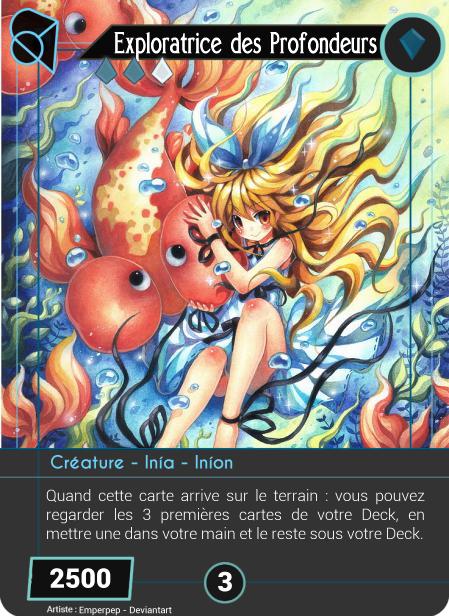 Exploratrice des Profondeurs
Créature - Inía - Iníon
Quand cette carte arrive sur le terrain : vous pouvez
regarder les 3 premières cartes de votre Deck, en
mettre une dans votre main et le reste sous votre Deck.
2500
3
Artiste : Emperpep - Deviantart